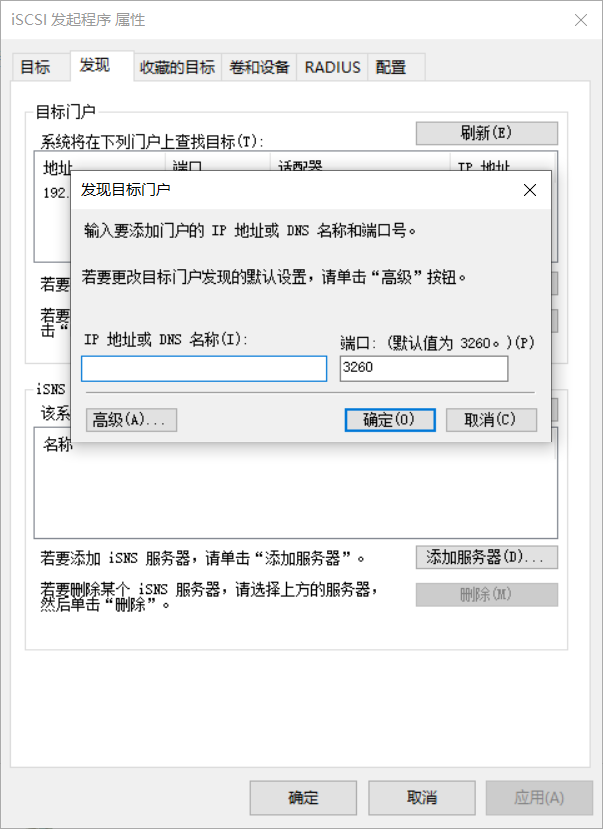 iSCSI 发起程序 属性
目标 发现 收藏的目标 卷和设备 RADIUS 配置
目标门户
系统将在下列门户上查找目标(T):
刷新(E)
地址 端口 适配器 IP 地址
192.
发现目标门户
输入要添加门户的 IP 地址或 DNS 名称和端口号。
若要更改目标门户发现的默认设置，请单击“高级”按钮。
若要
若要
击“
IP 地址或 DNS 名称(I):
端口: (默认值为 3260。)(P)
3260
iSNS
该系
高级(A)...
确定(O)
取消(C)
名称
若要添加 iSNS 服务器，请单击“添加服务器”。
添加服务器(D)...
若要删除某个 iSNS 服务器，请选择上方的服务器，
然后单击“删除”。
删除(M)
确定 取消 应用(A)